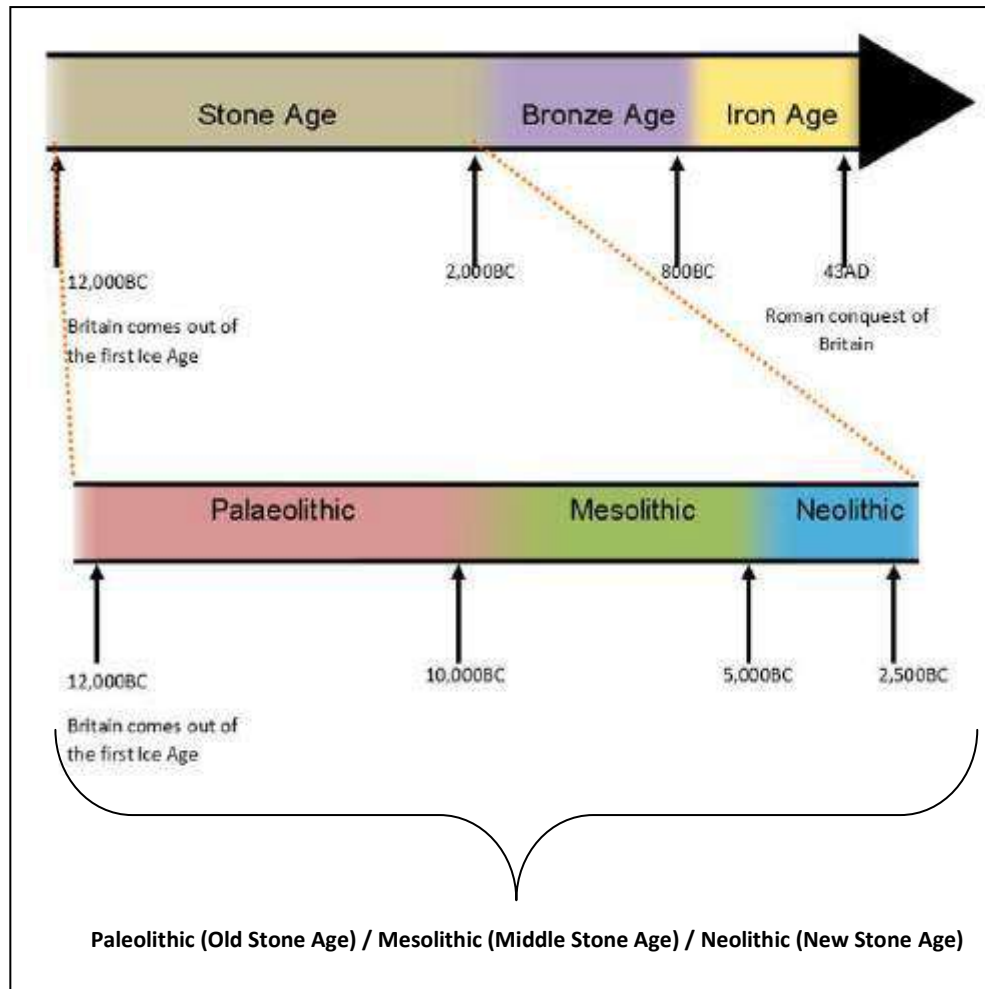 Stone Age Bronze Age Iron Age
12,000BC 2,000BC 800BC 43AD
Britain comes out of
the first Ice Age
Roman conquest of
Britain
Palaeolithic Mesolithic Neolithic
12,000BC 10,000BC 5,000BC 2,500BC
Britain comes out of
the first Ice Age
Paleolithic (Old Stone Age) / Mesolithic (Middle Stone Age) / Neolithic (New Stone Age)